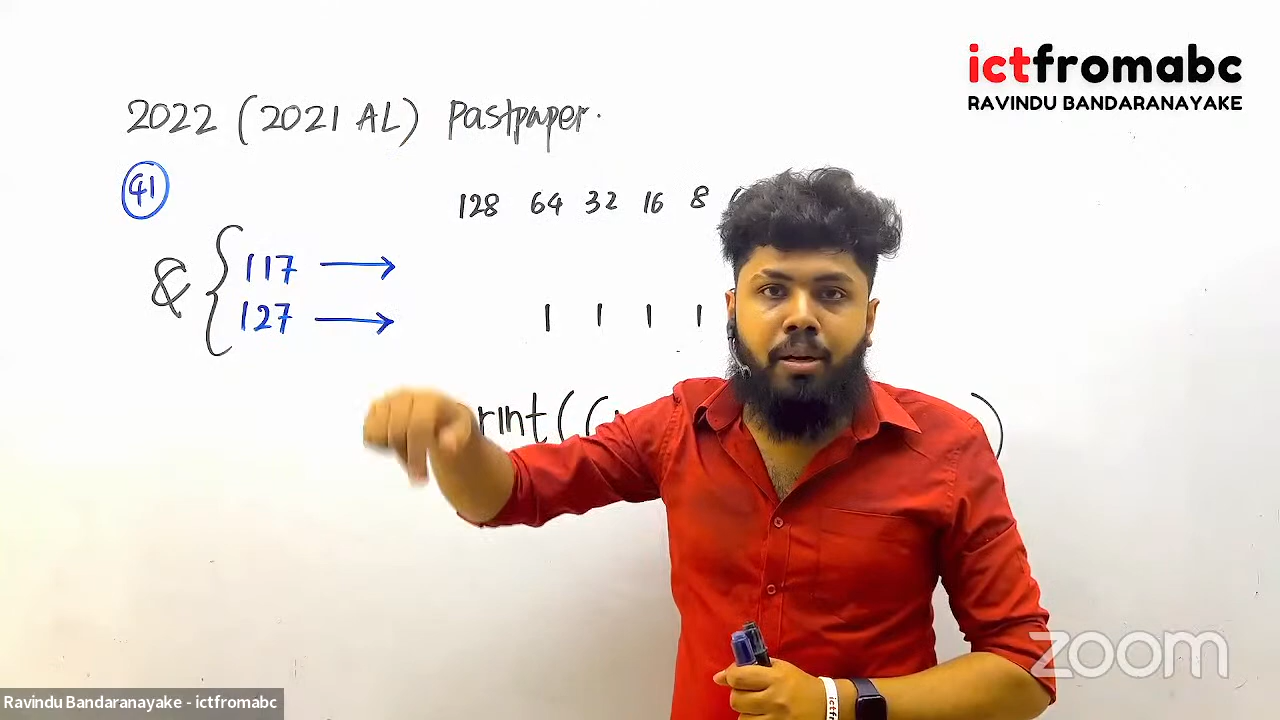 ictfromabc
RAVINDU BANDARANAYAKE
2022 (2021 AL) Pastpaper.
41
128 64 32 16 8
& { 117 →
127 →
1 1 1 1
print((
)
zoom
Ravindu Bandaranayake - ictfromabc